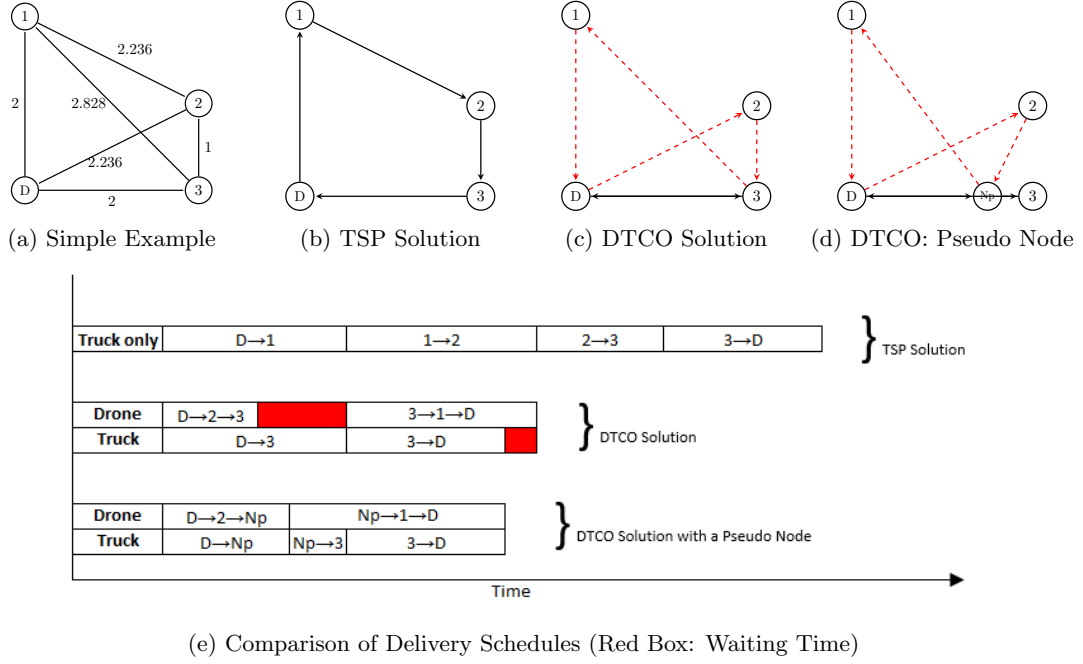 1
2.236
2
2
2.828
2.236
1
D
2
3
(a) Simple Example
1
2
D
3
(b) TSP Solution
1
2
D
3
(c) DTCO Solution
1
2
D
Np
3
(d) DTCO: Pseudo Node
Truck only D→1 1→2 2→3 3→D
TSP Solution
Drone D→2→3 3→1→D
Truck D→3 3→D
DTCO Solution
Drone D→2→Np Np→1→D
Truck D→Np Np→3 3→D
DTCO Solution with a Pseudo Node
Time
(e) Comparison of Delivery Schedules (Red Box: Waiting Time)